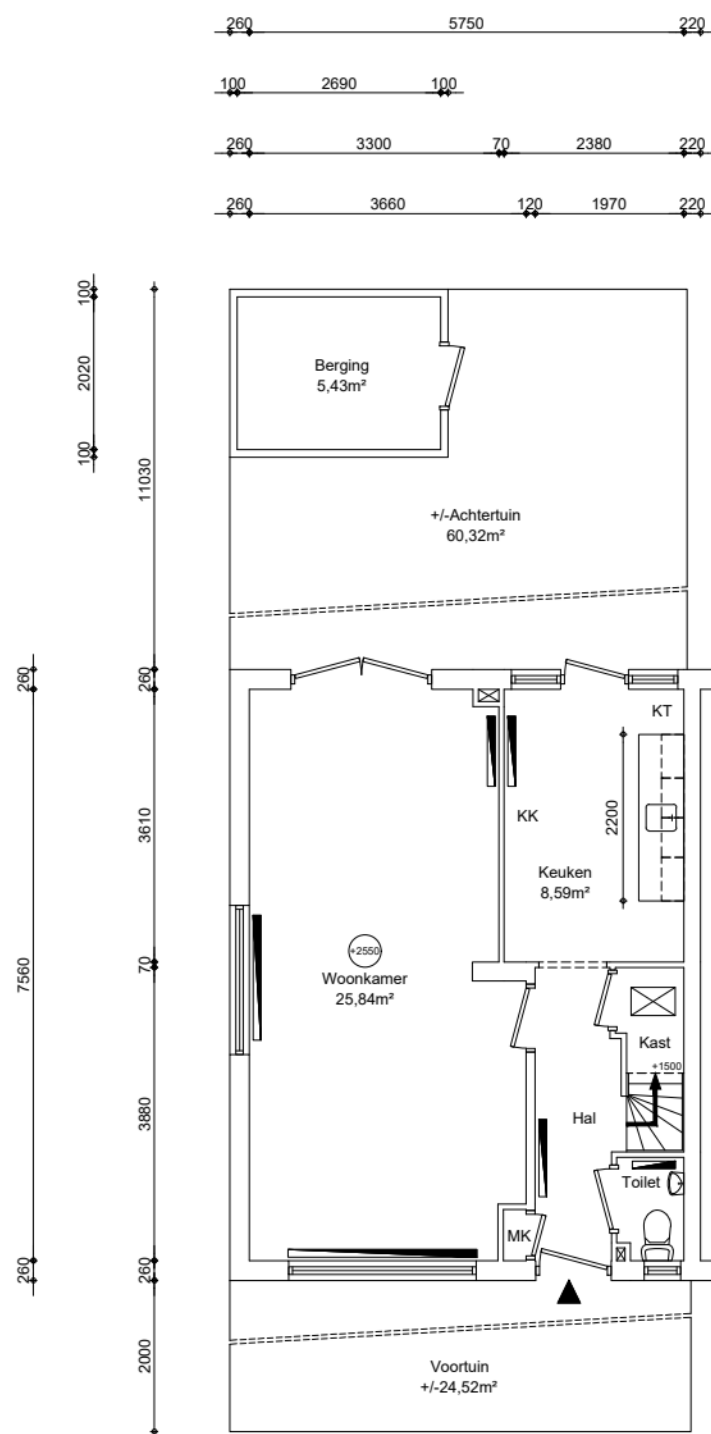 260 5750 220
100 2690 100
260 3300 70 2380 220
260 3660 120 1970 220
100
2020
100
11030
Berging
5,43m²
+/-Achtertuin
60,32m²
260
7560
260
260
3610
70
3880
260
2000
KT
2200
KK
Keuken
8,59m²
+2550
Woonkamer
25,84m²
Kast
+1500
Hal
Toilet
MK
Voortuin
+/-24,52m²